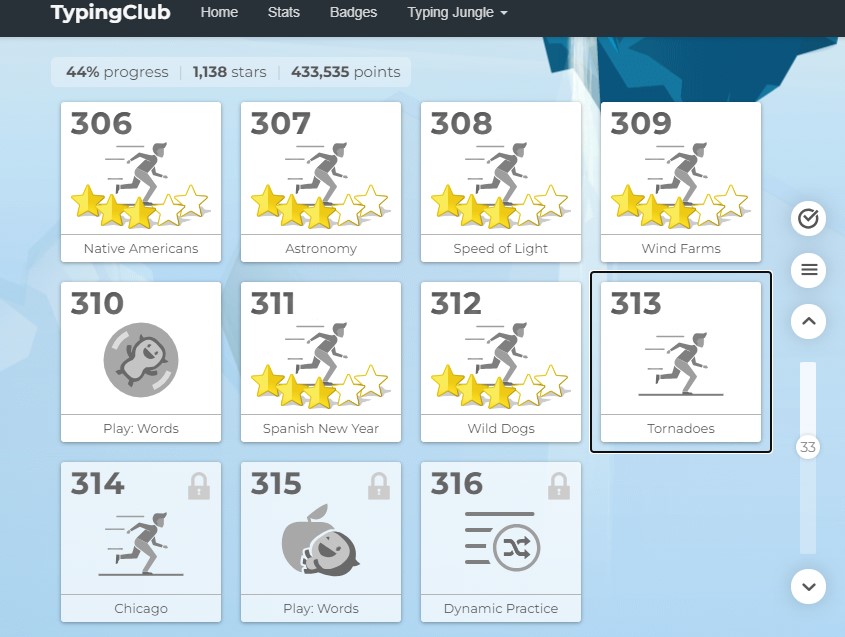 TypingClub Home Stats Badges Typing Jungle
44% progress | 1,138 stars | 433,535 points
306 307 308 309
Native Americans Astronomy Speed of Light Wind Farms
310 311 312 313
Play: Words Spanish New Year Wild Dogs Tornadoes
33
314 315 316
Chicago Play: Words Dynamic Practice